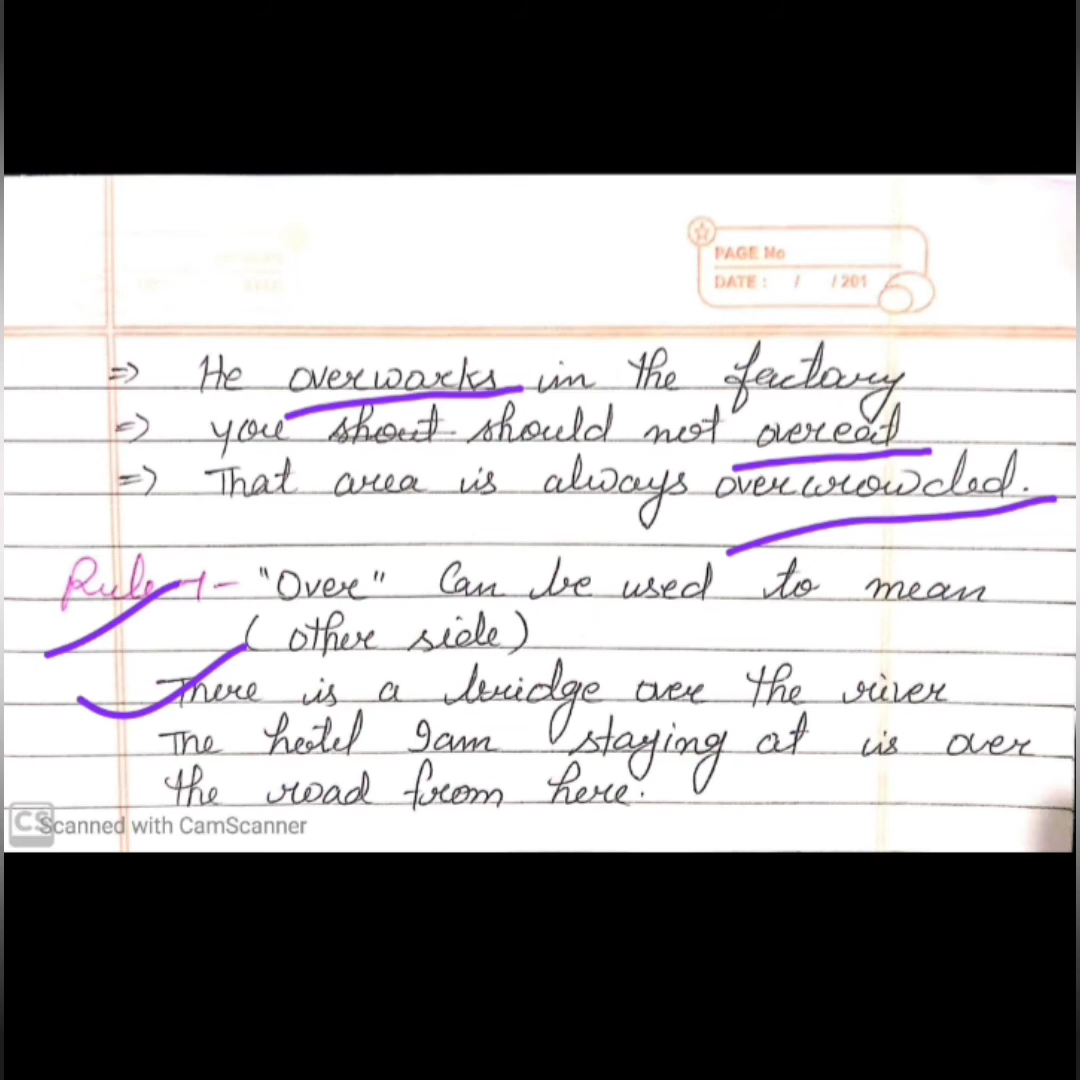 PAGE No
DATE : / / 201
=> He overworks in the factory
=> you shout should not overeat
=> That area is always overcrowded.
Rule 7- "Over" Can be used to mean
( other side )
There is a bridge over the river
The hotel I am staying at is over
the road from here.
CS Scanned with CamScanner